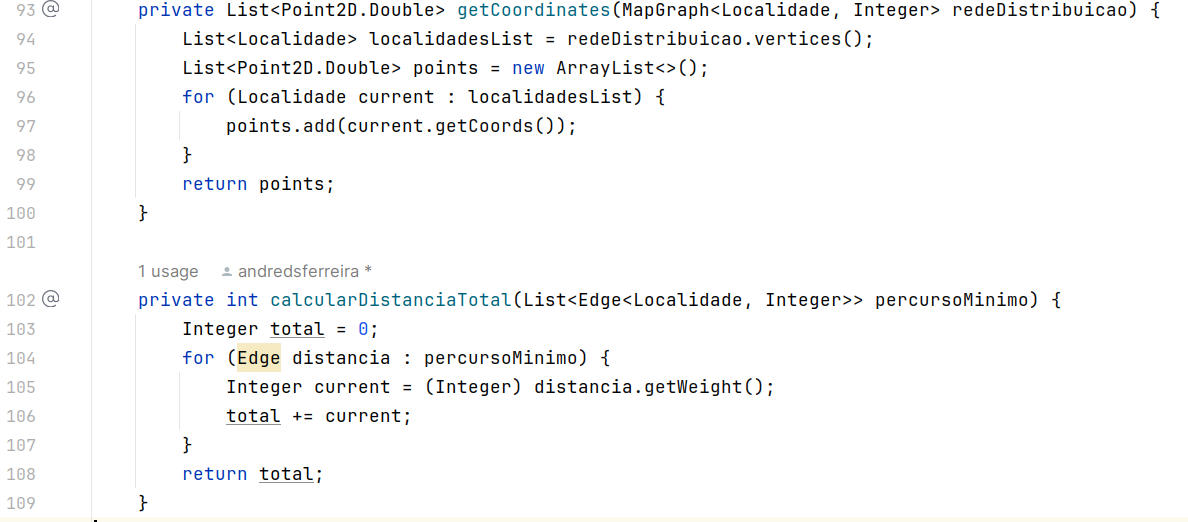 93 @ private List<Point2D.Double> getCoordinates(MapGraph<Localidade, Integer> redeDistribuicao) {
94 List<Localidade> localidadesList = redeDistribuicao.vertices();
95 List<Point2D.Double> points = new ArrayList<>();
96 for (Localidade current : localidadesList) {
97 points.add(current.getCoords());
98 }
99 return points;
100 }
101
1 usage andredsferreira *
102 @ private int calcularDistanciaTotal(List<Edge<Localidade, Integer>> percursoMinimo) {
103 Integer total = 0;
104 for (Edge distancia : percursoMinimo) {
105 Integer current = (Integer) distancia.getWeight();
106 total += current;
107 }
108 return total;
109 }